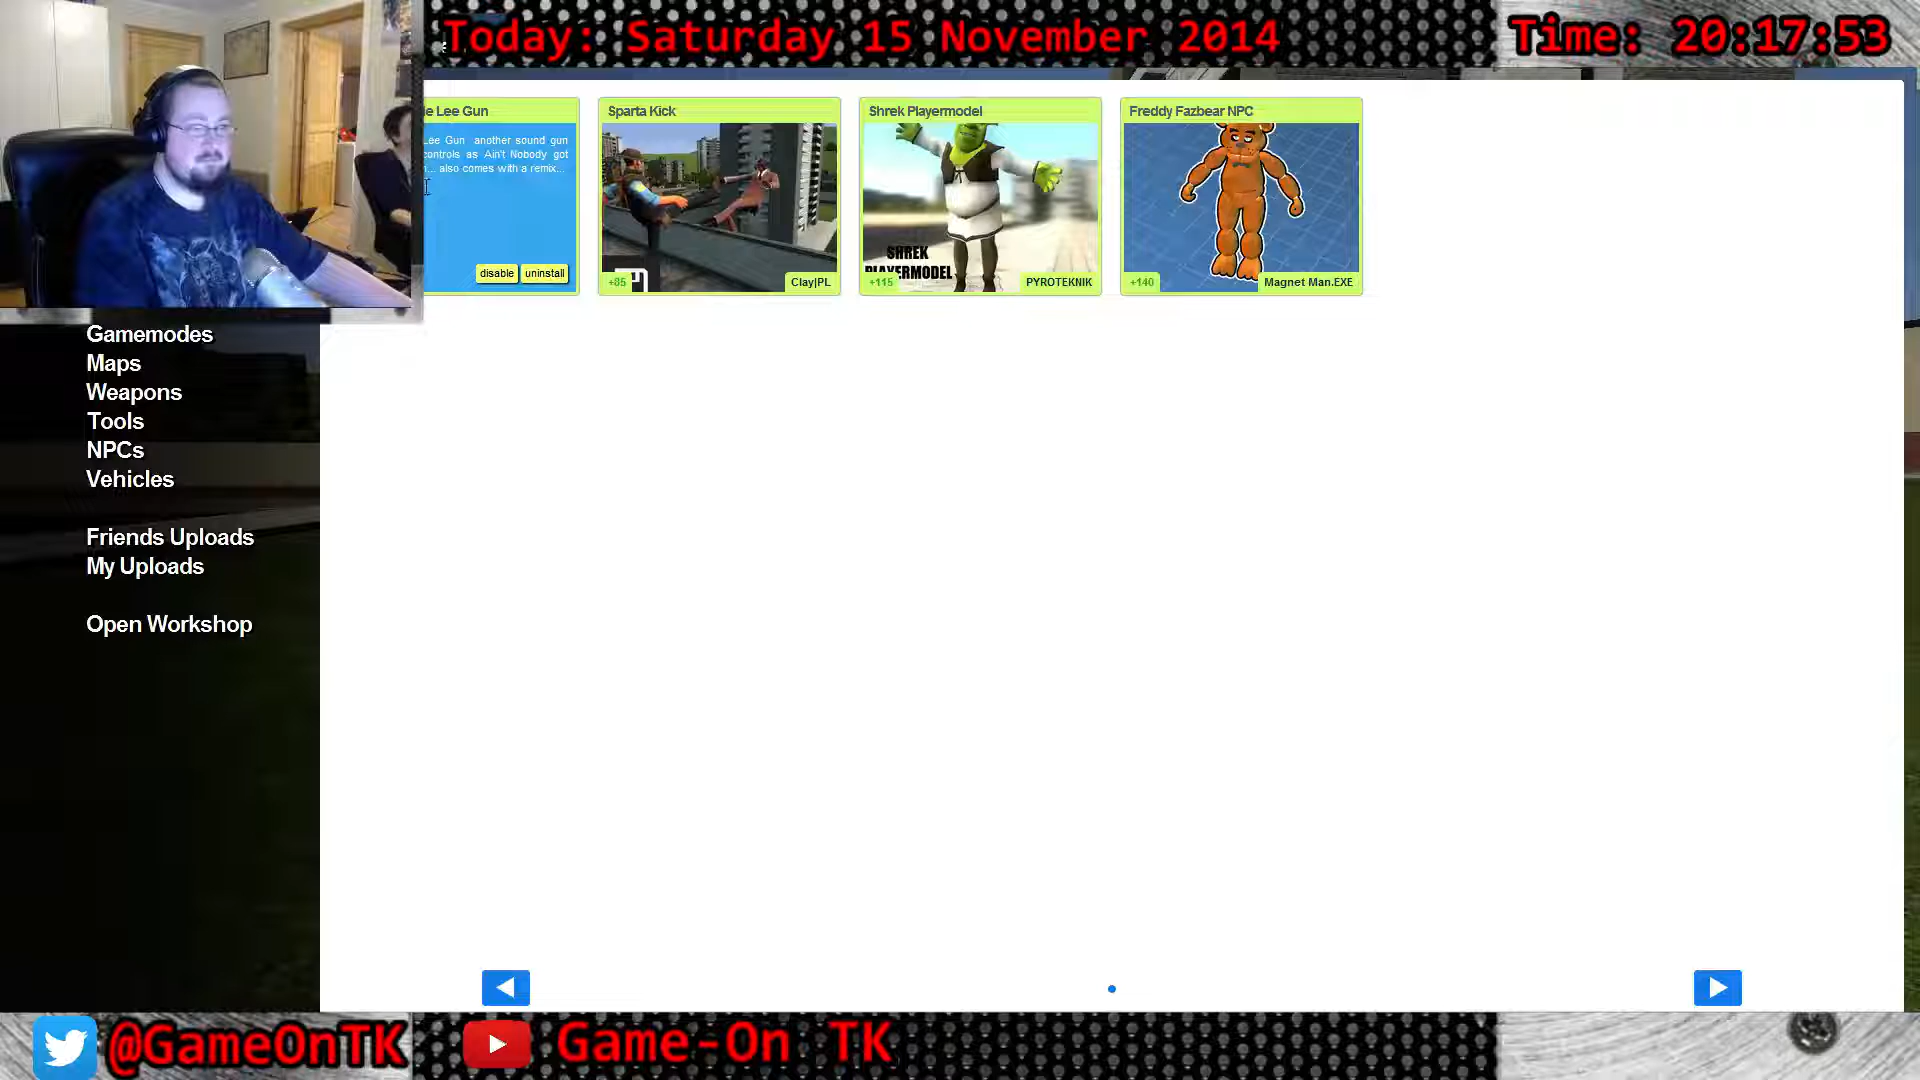 Today: Saturday 15 November 2014
Time: 20:17:53
Lee Gun
Lee Gun another sound gun
controls as Ain't Nobody got
... also comes with a remix...
disable
uninstall
Sparta Kick
+85
Clay|PL
Shrek Playermodel
SHREK
PLAYERMODEL
+115
PYROTEKNIK
Freddy Fazbear NPC
+140
Magnet Man.EXE
Gamemodes
Maps
Weapons
Tools
NPCs
Vehicles
Friends Uploads
My Uploads
Open Workshop
@GameOnTK
Game-On TK